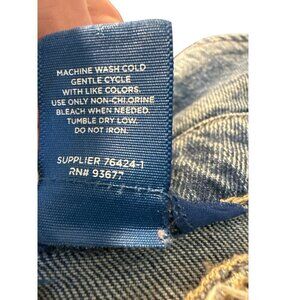 MACHINE WASH COLD
GENTLE CYCLE
WITH LIKE COLORS.
USE ONLY NON-CHLORINE
BLEACH WHEN NEEDED.
TUMBLE DRY LOW.
DO NOT IRON.
SUPPLIER 76424-1
RN# 93677